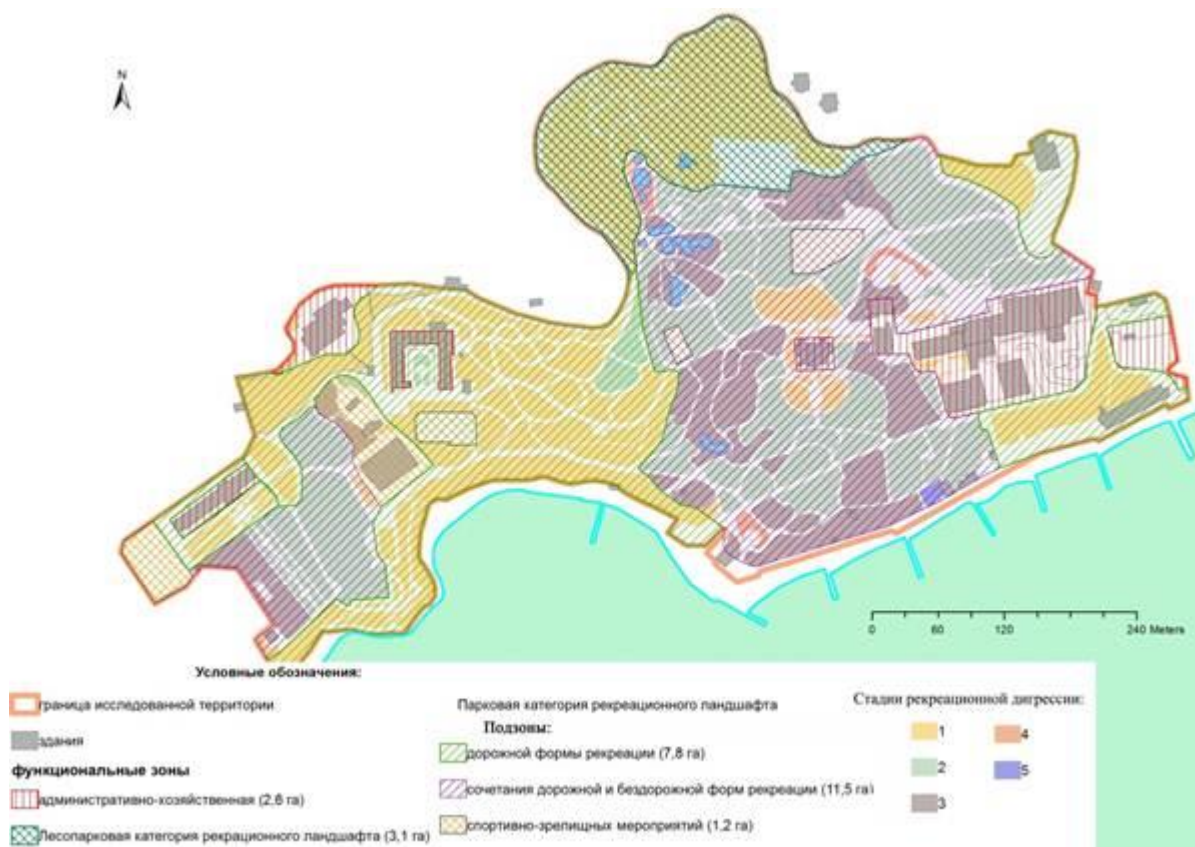 N
0 60 120 240 Meters
Условные обозначения:
граница исследованной территории
здания
функциональные зоны
административно-хозяйственная (2,6 га)
Лесопарковая категория рекрационного ландшафта (3,1 га)
Парковая категория рекреационного ландшафта
Подзоны:
дорожной формы рекреации (7,8 га)
сочетания дорожной и бездорожной форм рекреации (11,5 га)
спортивно-зрелищных мероприятий (1,2 га)
Стадии рекреационной дигрессии:
1
2
3
4
5